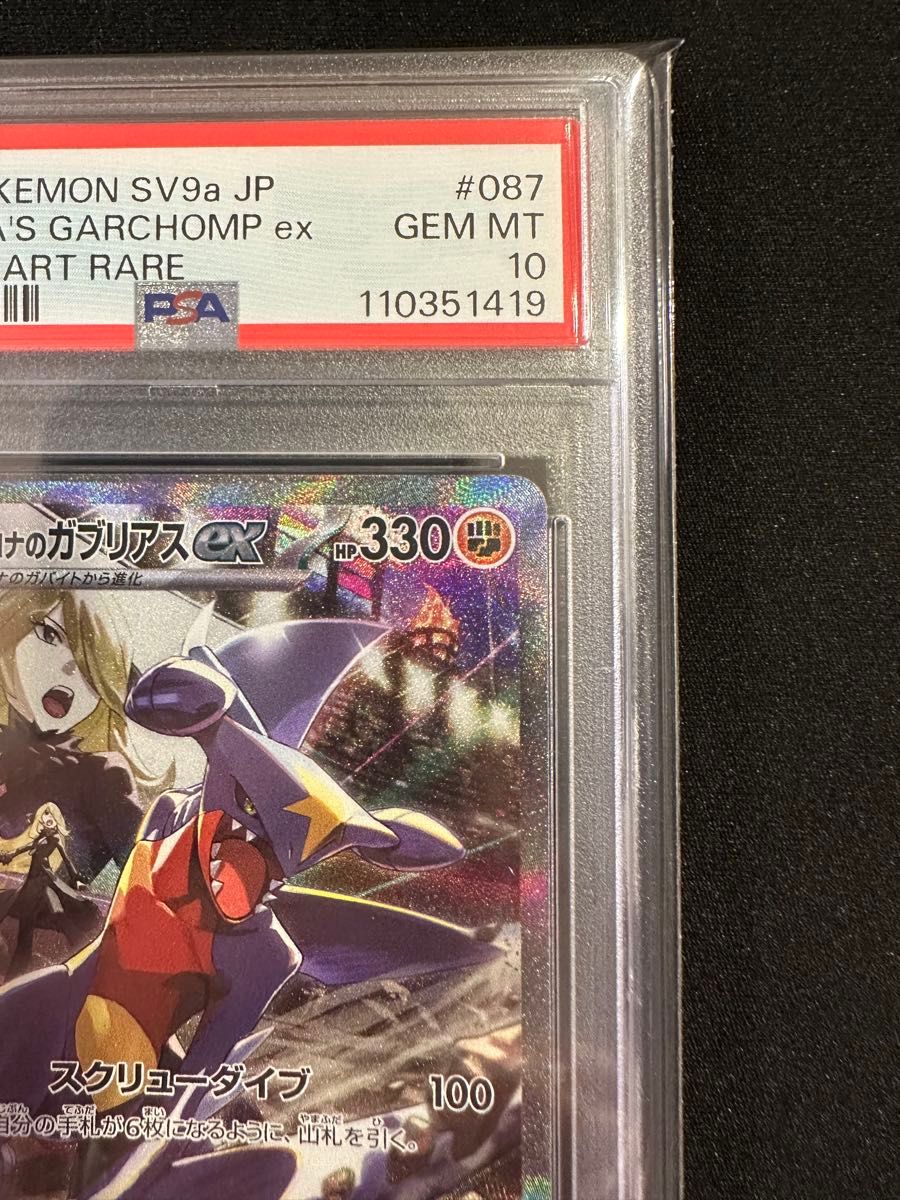 KEMON SV9a JP #087
A'S GARCHOMP ex GEM MT
ART RARE 10
PSA 110351419
ナのガブリアスex HP330
ナのガバイトから進化
スクリューダイブ 100
自分の手札が6枚になるように、山札を引く。